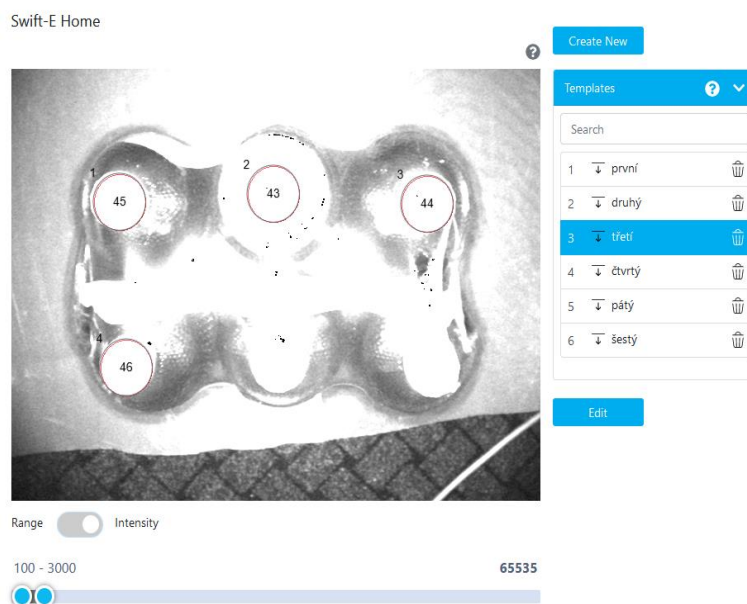 Swift-E Home
?
Create New
Templates ?
Search
1 první
2 druhý
3 třetí
4 čtvrtý
5 pátý
6 šestý
Edit
1
45
2
43
3
44
4
46
Range Intensity
100 - 3000 65535